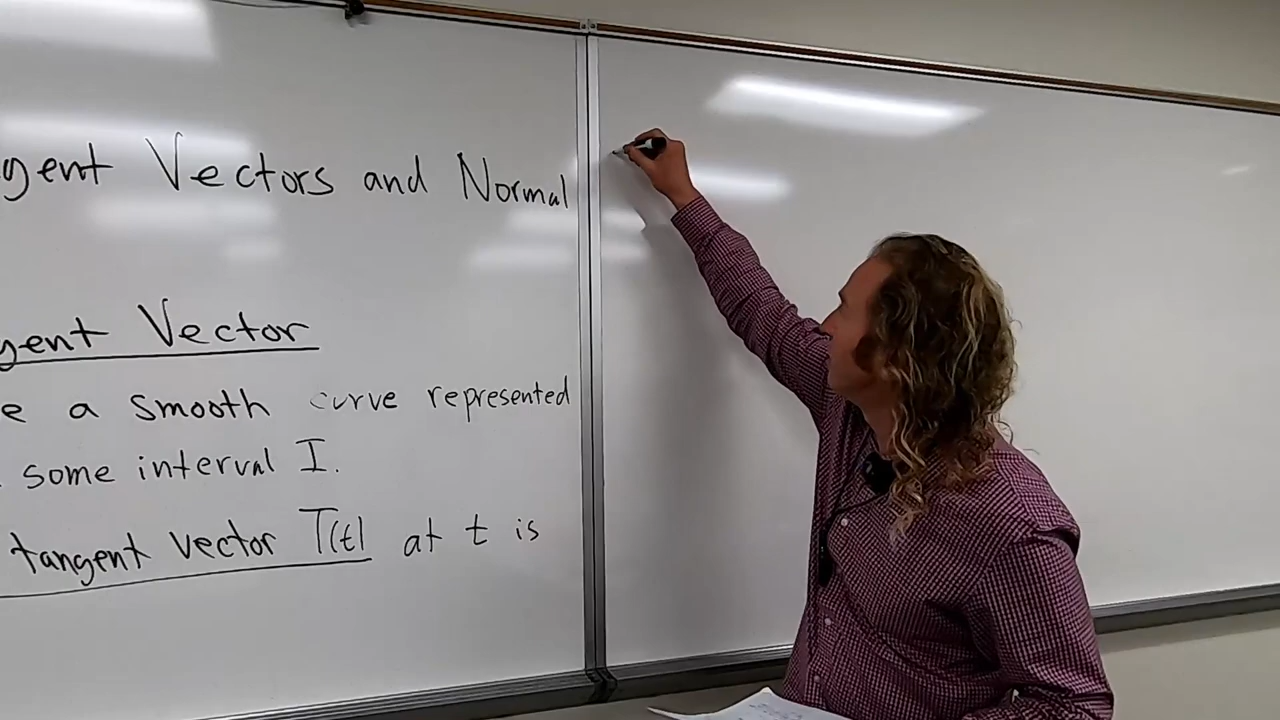 gent Vectors and Normal
gent Vector
e a smooth curve represented
some interval I.
tangent vector T(t) at t is